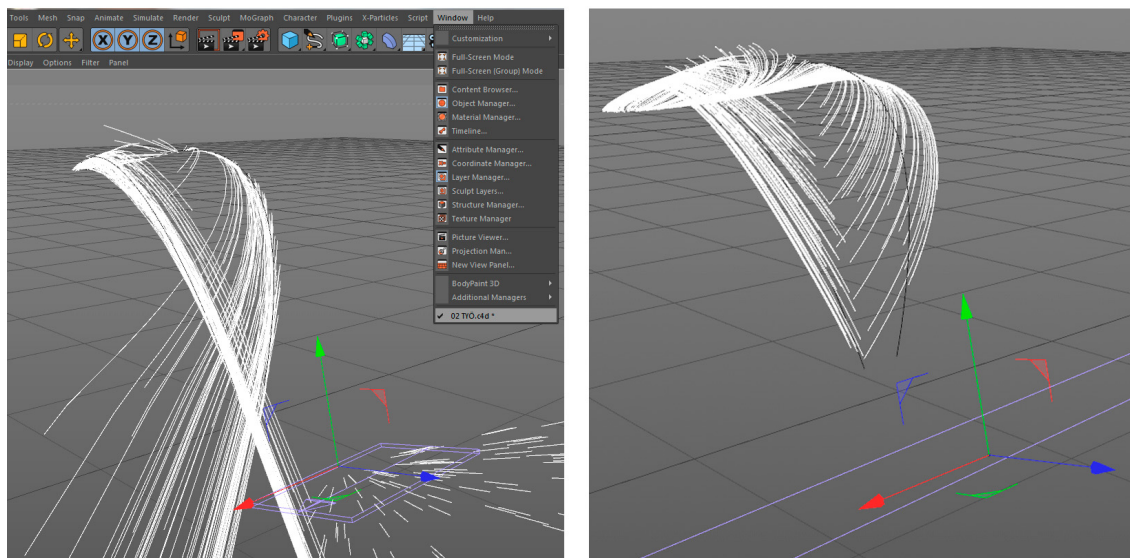 Tools Mesh Snap Animate Simulate Render Sculpt MoGraph Character Plugins X-Particles Script Window Help
X Y Z
Display Options Filter Panel
Customization
Full-Screen Mode
Full-Screen (Group) Mode
Content Browser...
Object Manager...
Material Manager...
Timeline...
Attribute Manager...
Coordinate Manager...
Layer Manager...
Sculpt Layers...
Structure Manager...
Texture Manager
Picture Viewer...
Projection Man...
New View Panel...
BodyPaint 3D
Additional Managers
✓ 02 TYÖ.c4d *